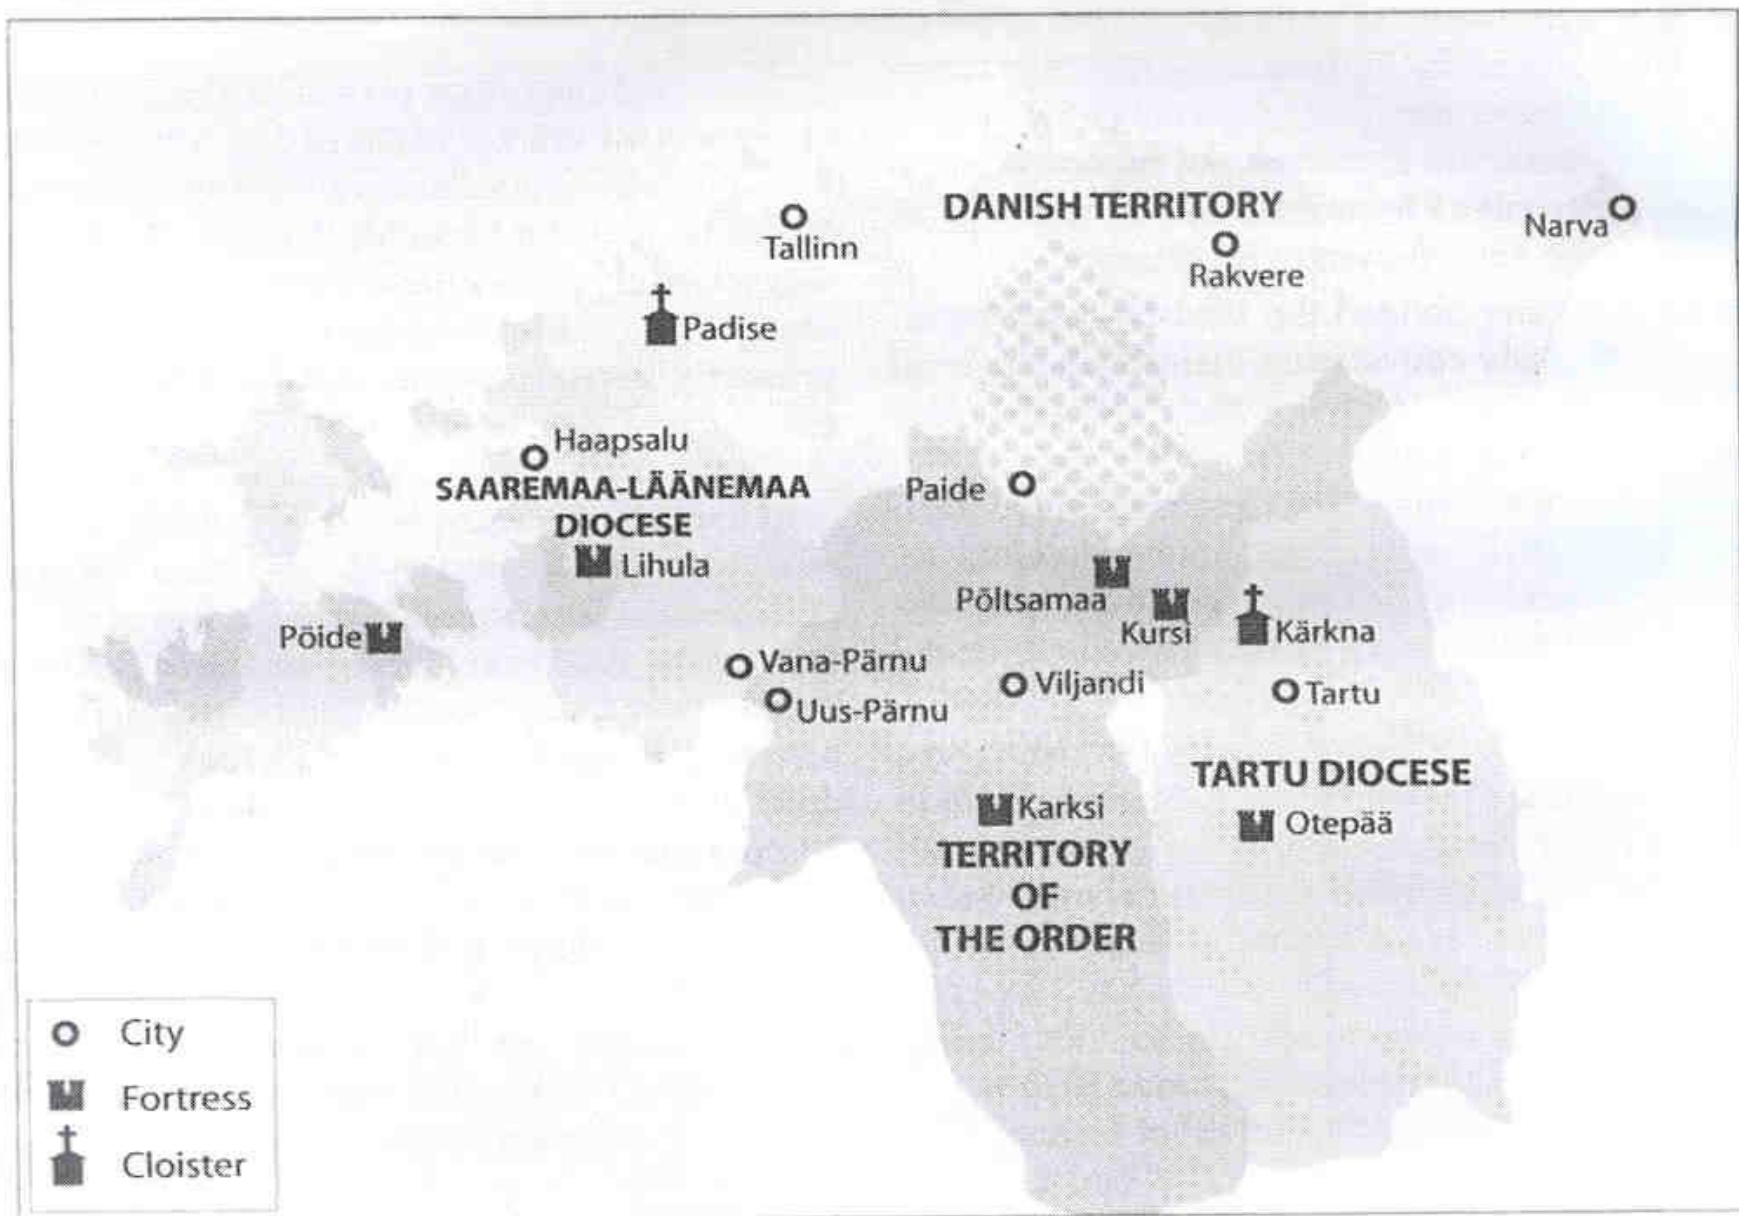 DANISH TERRITORY
Narva
Tallinn
Rakvere
Padise
Haapsalu
SAAREMAA-LÄÄNEMAA
DIOCESE
Paide
Lihula
Põltsamaa
Kursi
Kärkna
Pöide
Vana-Pärnu
Viljandi
Tartu
Uus-Pärnu
TARTU DIOCESE
Karksi
Otepää
TERRITORY
OF
THE ORDER
City
Fortress
Cloister